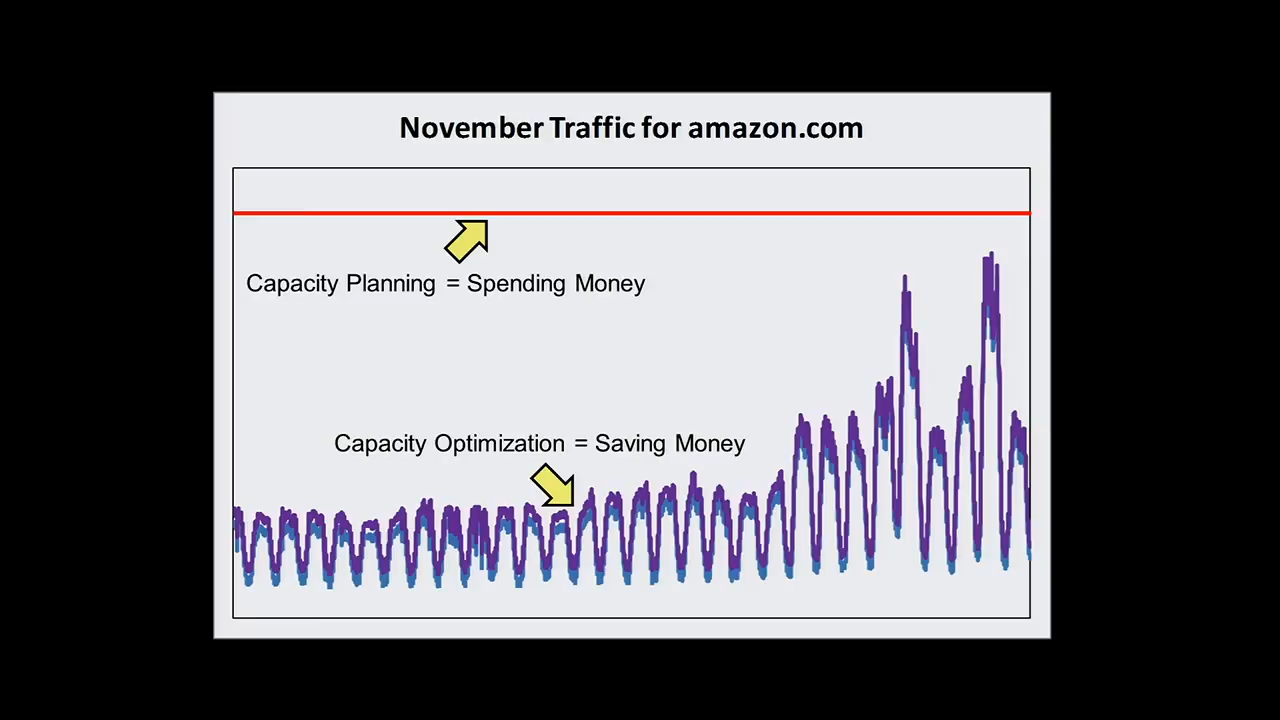 November Traffic for amazon.com
Capacity Planning = Spending Money
Capacity Optimization = Saving Money